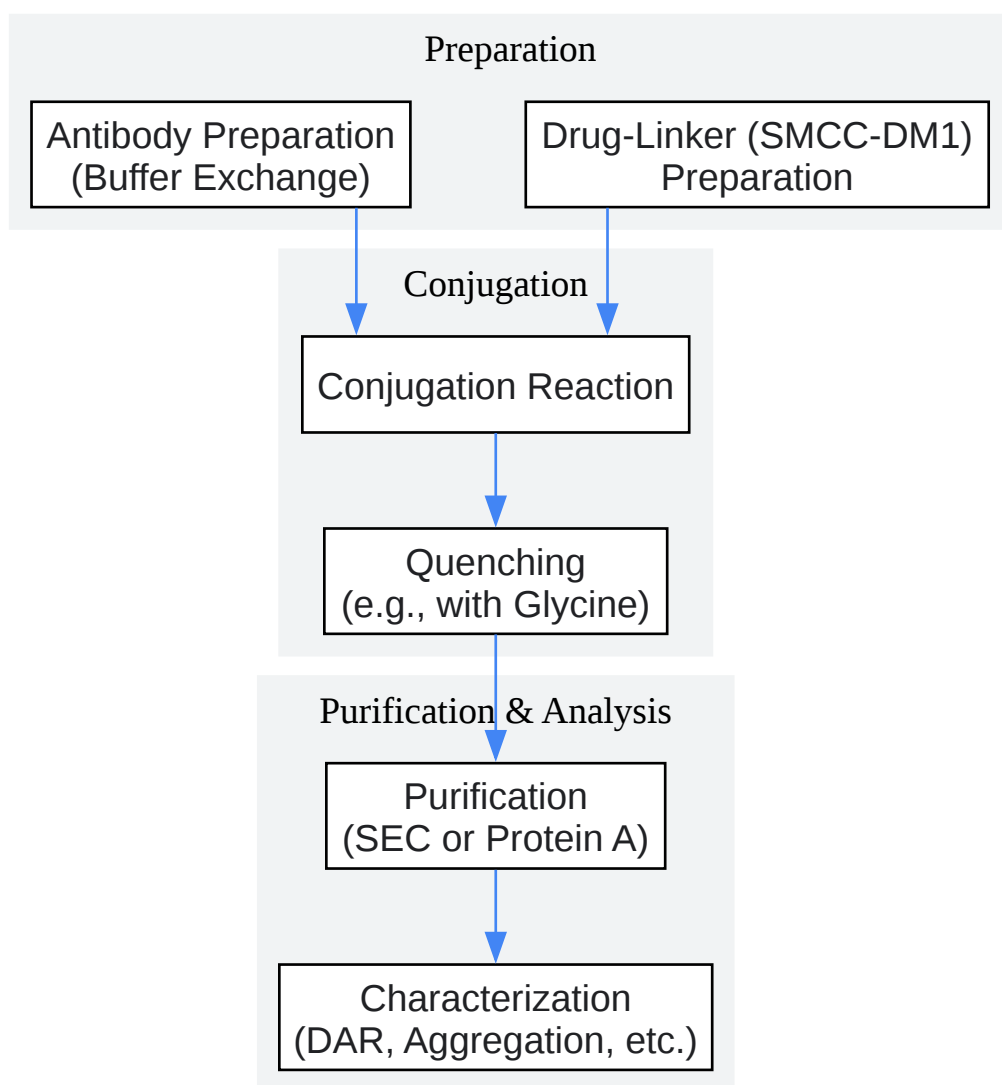 Preparation
Antibody Preparation
(Buffer Exchange)
Drug-Linker (SMCC-DM1)
Preparation
Conjugation
Conjugation Reaction
Quenching
(e.g., with Glycine)
Purification & Analysis
Purification
(SEC or Protein A)
Characterization
(DAR, Aggregation, etc.)